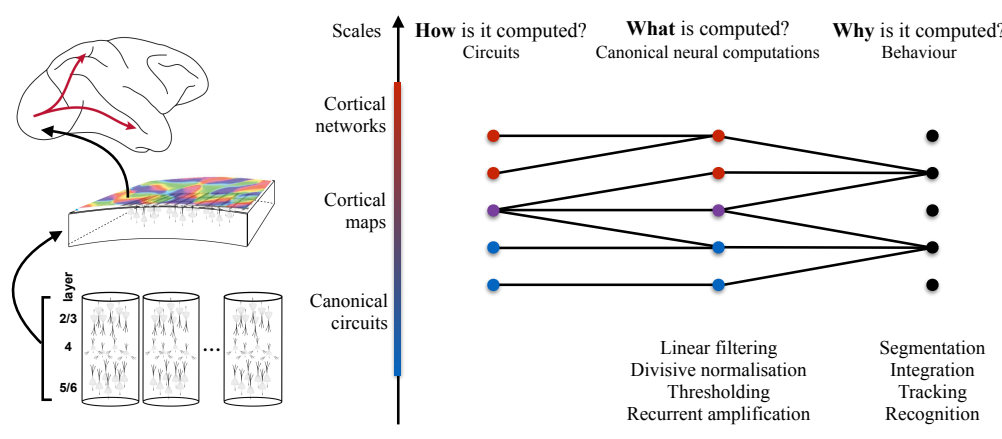 Scales
How is it computed?
Circuits
What is computed?
Canonical neural computations
Why is it computed?
Behaviour
Cortical
networks
Cortical
maps
Canonical
circuits
layer
2/3
4
5/6
...
Linear filtering
Divisive normalisation
Thresholding
Recurrent amplification
Segmentation
Integration
Tracking
Recognition